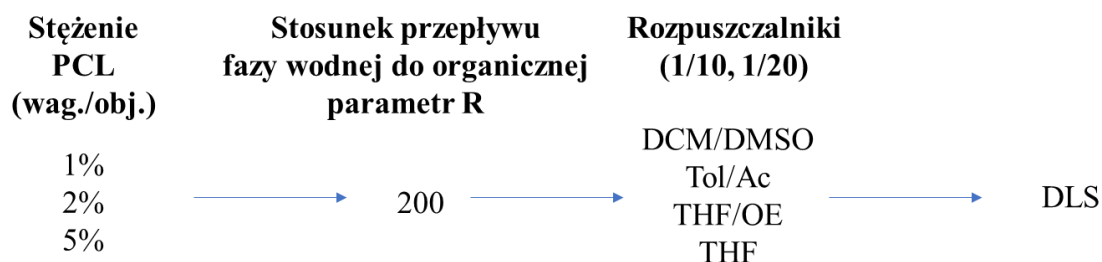 Stężenie
PCL
(wag./obj.)
1%
2%
5%
Stosunek przepływu
fazy wodnej do organicznej
parametr R
200
Rozpuszczalniki
(1/10, 1/20)
DCM/DMSO
Tol/Ac
THF/OE
THF
DLS